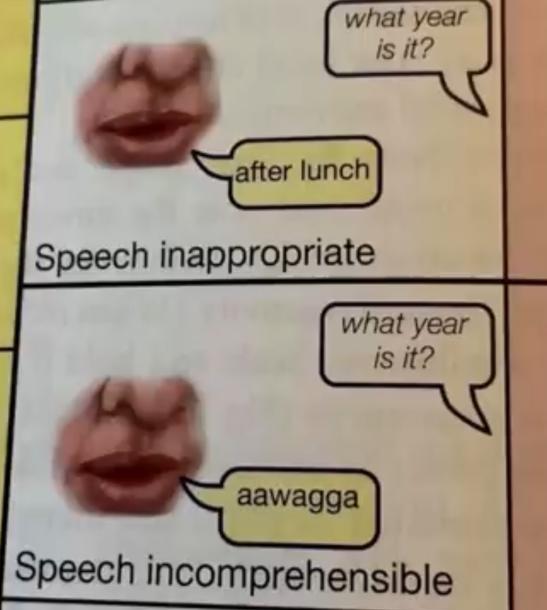 what year
is it?
after lunch
Speech inappropriate
what year
is it?
aawagga
Speech incomprehensible